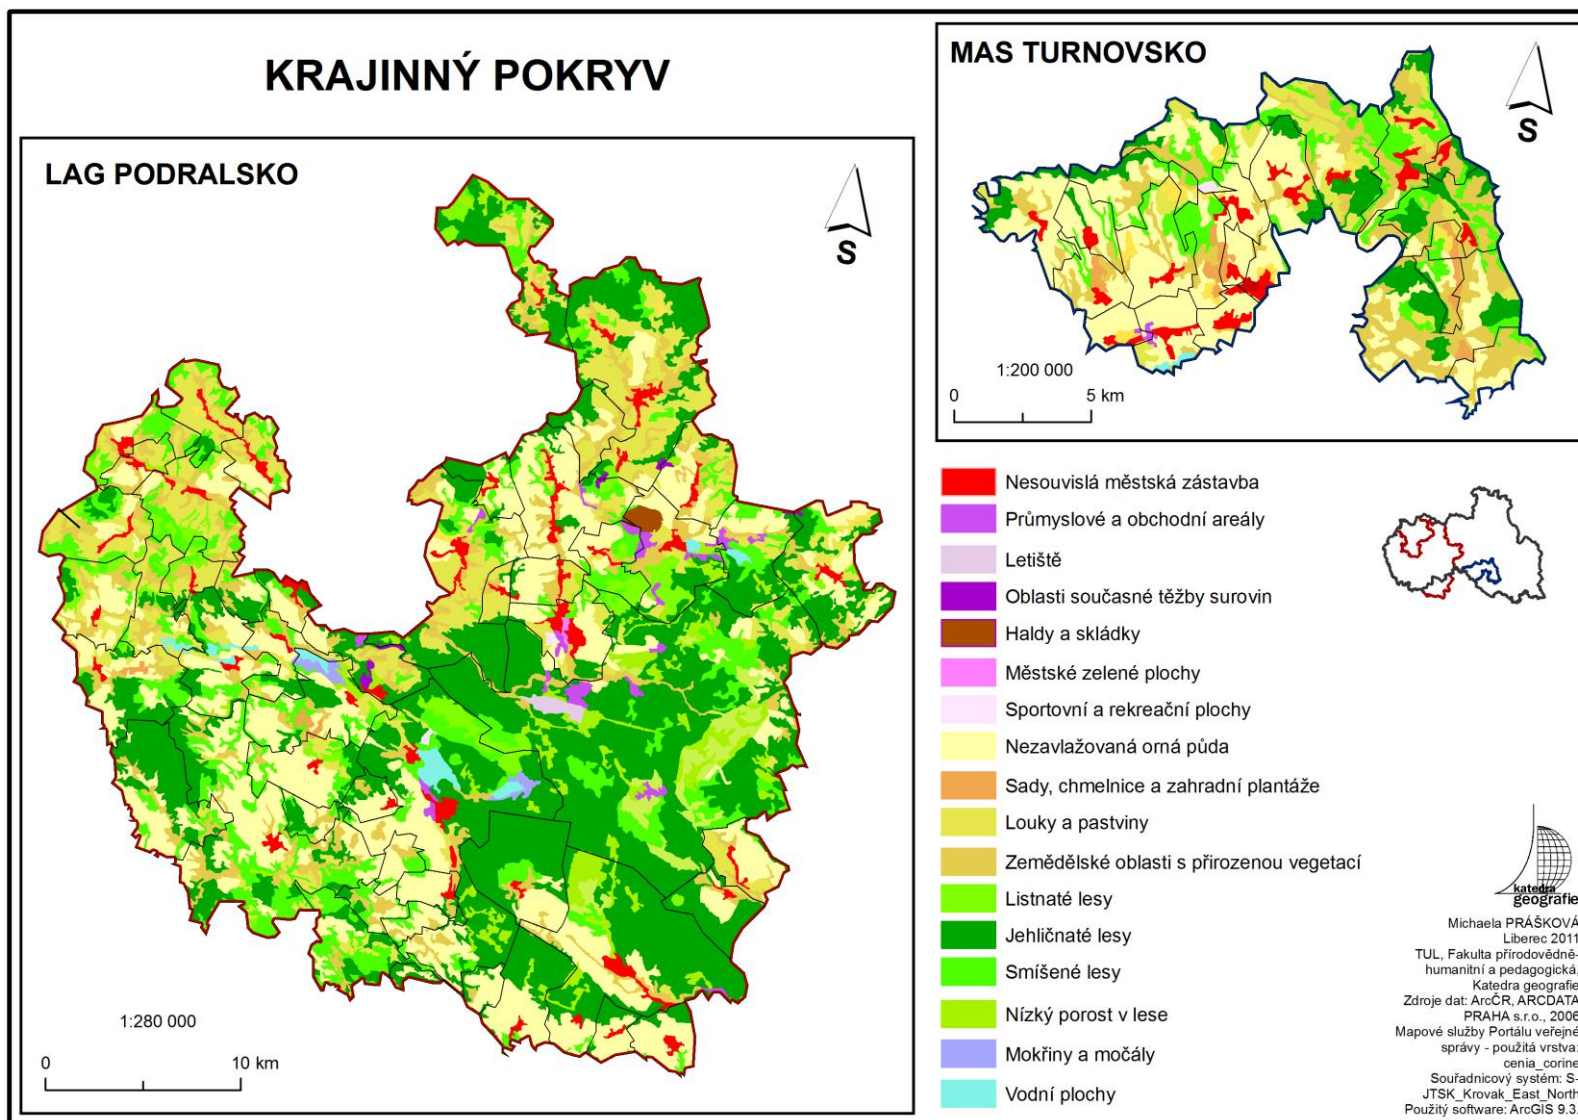 KRAJINNÝ POKRYV
LAG PODRALSKO
S
1:280 000
0 10 km
MAS TURNOVSKO
S
1:200 000
0 5 km
Nesouvislá městská zástavba
Průmyslové a obchodní areály
Letiště
Oblasti současné těžby surovin
Haldy a skládky
Městské zelené plochy
Sportovní a rekreační plochy
Nezavlažovaná orná půda
Sady, chmelnice a zahradní plantáže
Louky a pastviny
Zemědělské oblasti s přirozenou vegetací
Listnaté lesy
Jehličnaté lesy
Smíšené lesy
Nízký porost v lese
Mokřiny a močály
Vodní plochy
katedra
geografie
Michaela PRÁŠKOVÁ
Liberec 2011
TUL, Fakulta přírodovědně-
humanitní a pedagogická,
Katedra geografie
Zdroje dat: ArcČR, ARCDATA
PRAHA s.r.o., 2006
Mapové služby Portálu veřejné
správy - použitá vrstva:
cenia_corine
Souřadnicový systém: S-
JTSK_Krovak_East_North
Použitý software: ArcGIS 9.3.